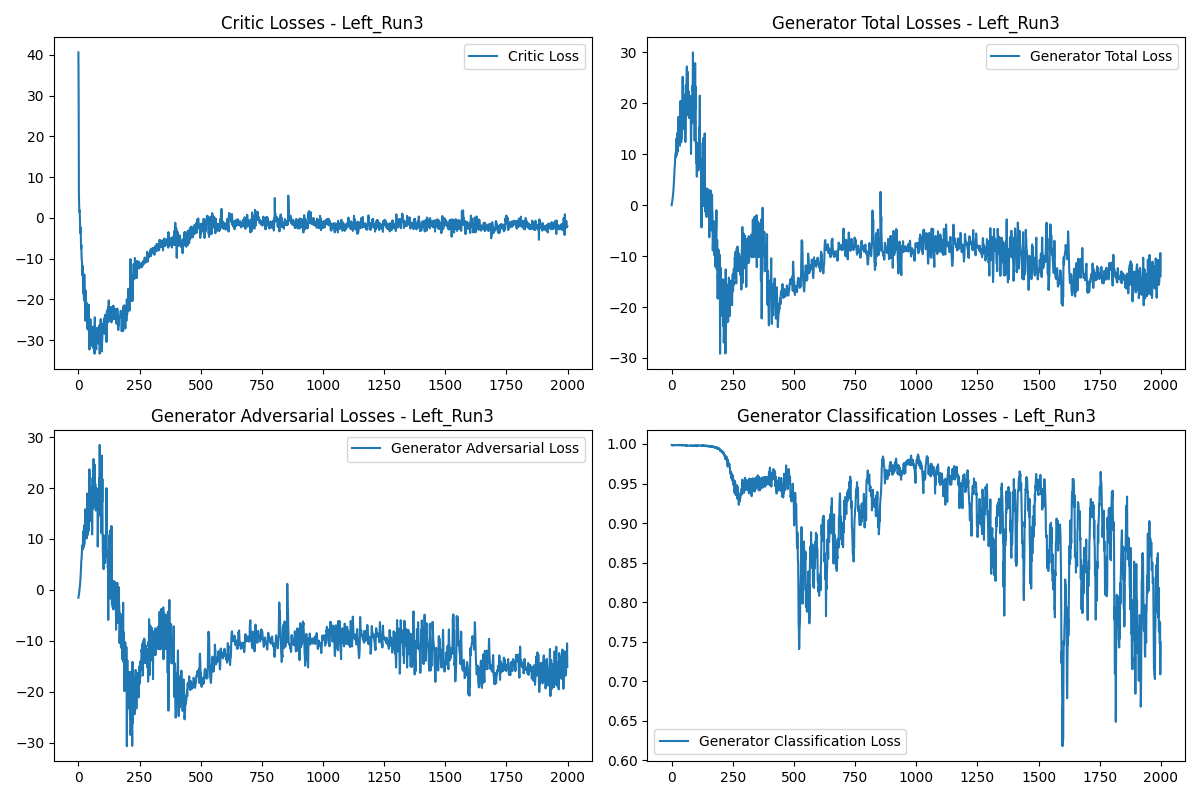 Critic Losses - Left_Run3
40
30
20
10
0
−10
−20
−30
Critic Loss
0 250 500 750 1000 1250 1500 1750 2000
Generator Total Losses - Left_Run3
30
20
10
0
−10
−20
−30
Generator Total Loss
0 250 500 750 1000 1250 1500 1750 2000
Generator Adversarial Losses - Left_Run3
30
20
10
0
−10
−20
−30
Generator Adversarial Loss
0 250 500 750 1000 1250 1500 1750 2000
Generator Classification Losses - Left_Run3
1.00
0.95
0.90
0.85
0.80
0.75
0.70
0.65
0.60
Generator Classification Loss
0 250 500 750 1000 1250 1500 1750 2000